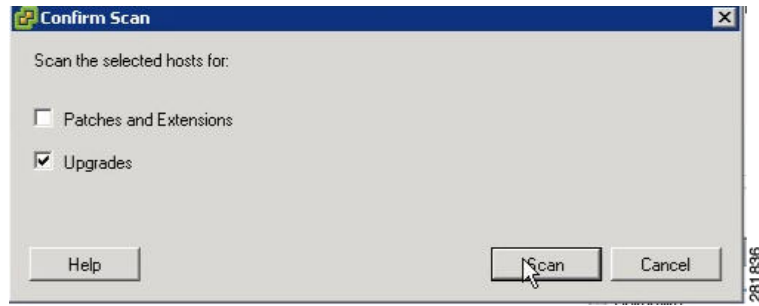 Confirm Scan
Scan the selected hosts for:
Patches and Extensions
Upgrades
Help
Scan
Cancel
281836